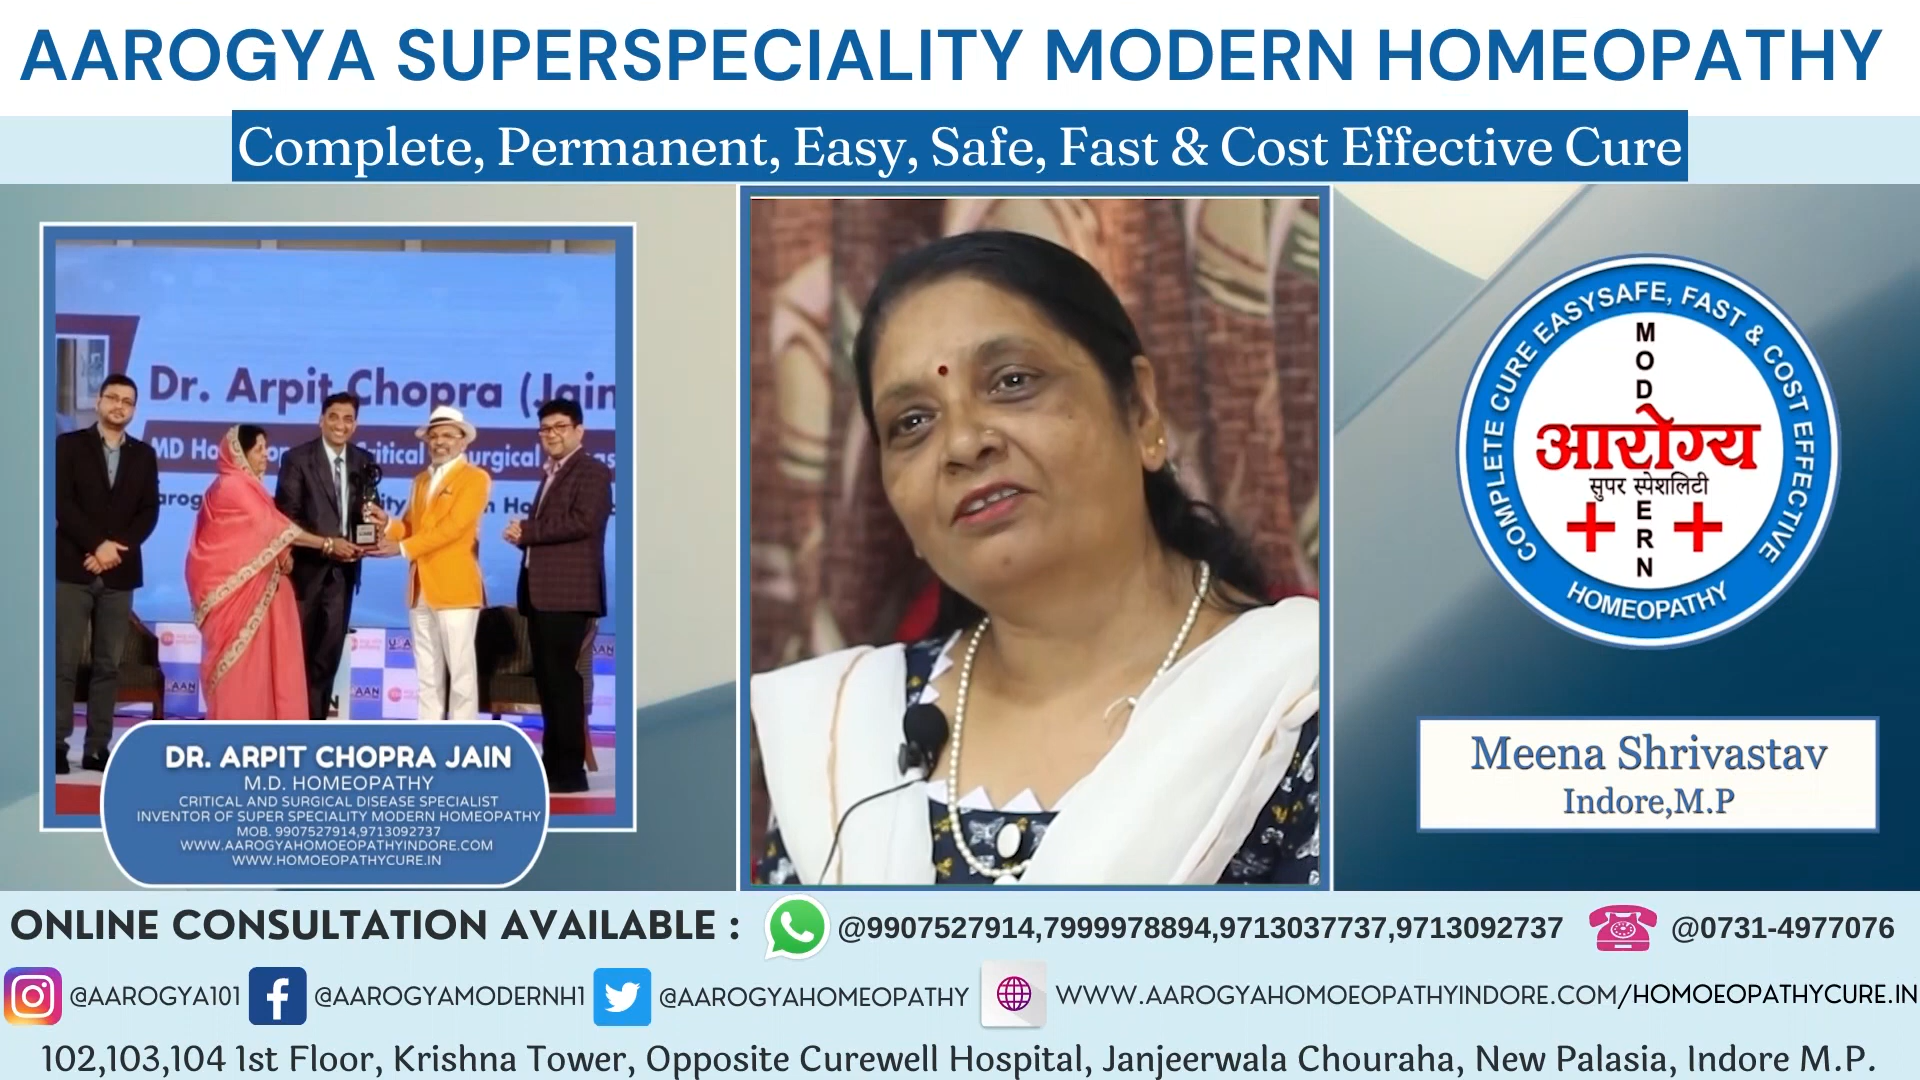 AAROGYA SUPERSPECIALITY MODERN HOMEOPATHY
Complete, Permanent, Easy, Safe, Fast & Cost Effective Cure
Dr. Arpit Chopra (Jain
MD
DR. ARPIT CHOPRA JAIN
M.D. HOMEOPATHY
CRITICAL AND SURGICAL DISEASE SPECIALIST
INVENTOR OF SUPER SPECIALITY MODERN HOMEOPATHY
MOB. 9907527914,9713092737
WWW.AAROGYAHOMOEOPATHYINDORE.COM
WWW.HOMOEOPATHYCURE.IN
COMPLETE CURE EASYSAFE, FAST & COST EFFECTIVE
MODERN
आरोग्य
सुपर स्पेशलिटी
HOMEOPATHY
Meena Shrivastav
Indore,M.P
ONLINE CONSULTATION AVAILABLE : @9907527914,7999978894,9713037737,9713092737 @0731-4977076
@AAROGYA101 @AAROGYAMODERNH1 @AAROGYAHOMEOPATHY WWW.AAROGYAHOMOEOPATHYINDORE.COM/HOMOEOPATHYCURE.IN
102,103,104 1st Floor, Krishna Tower, Opposite Curewell Hospital, Janjeerwala Chouraha, New Palasia, Indore M.P.